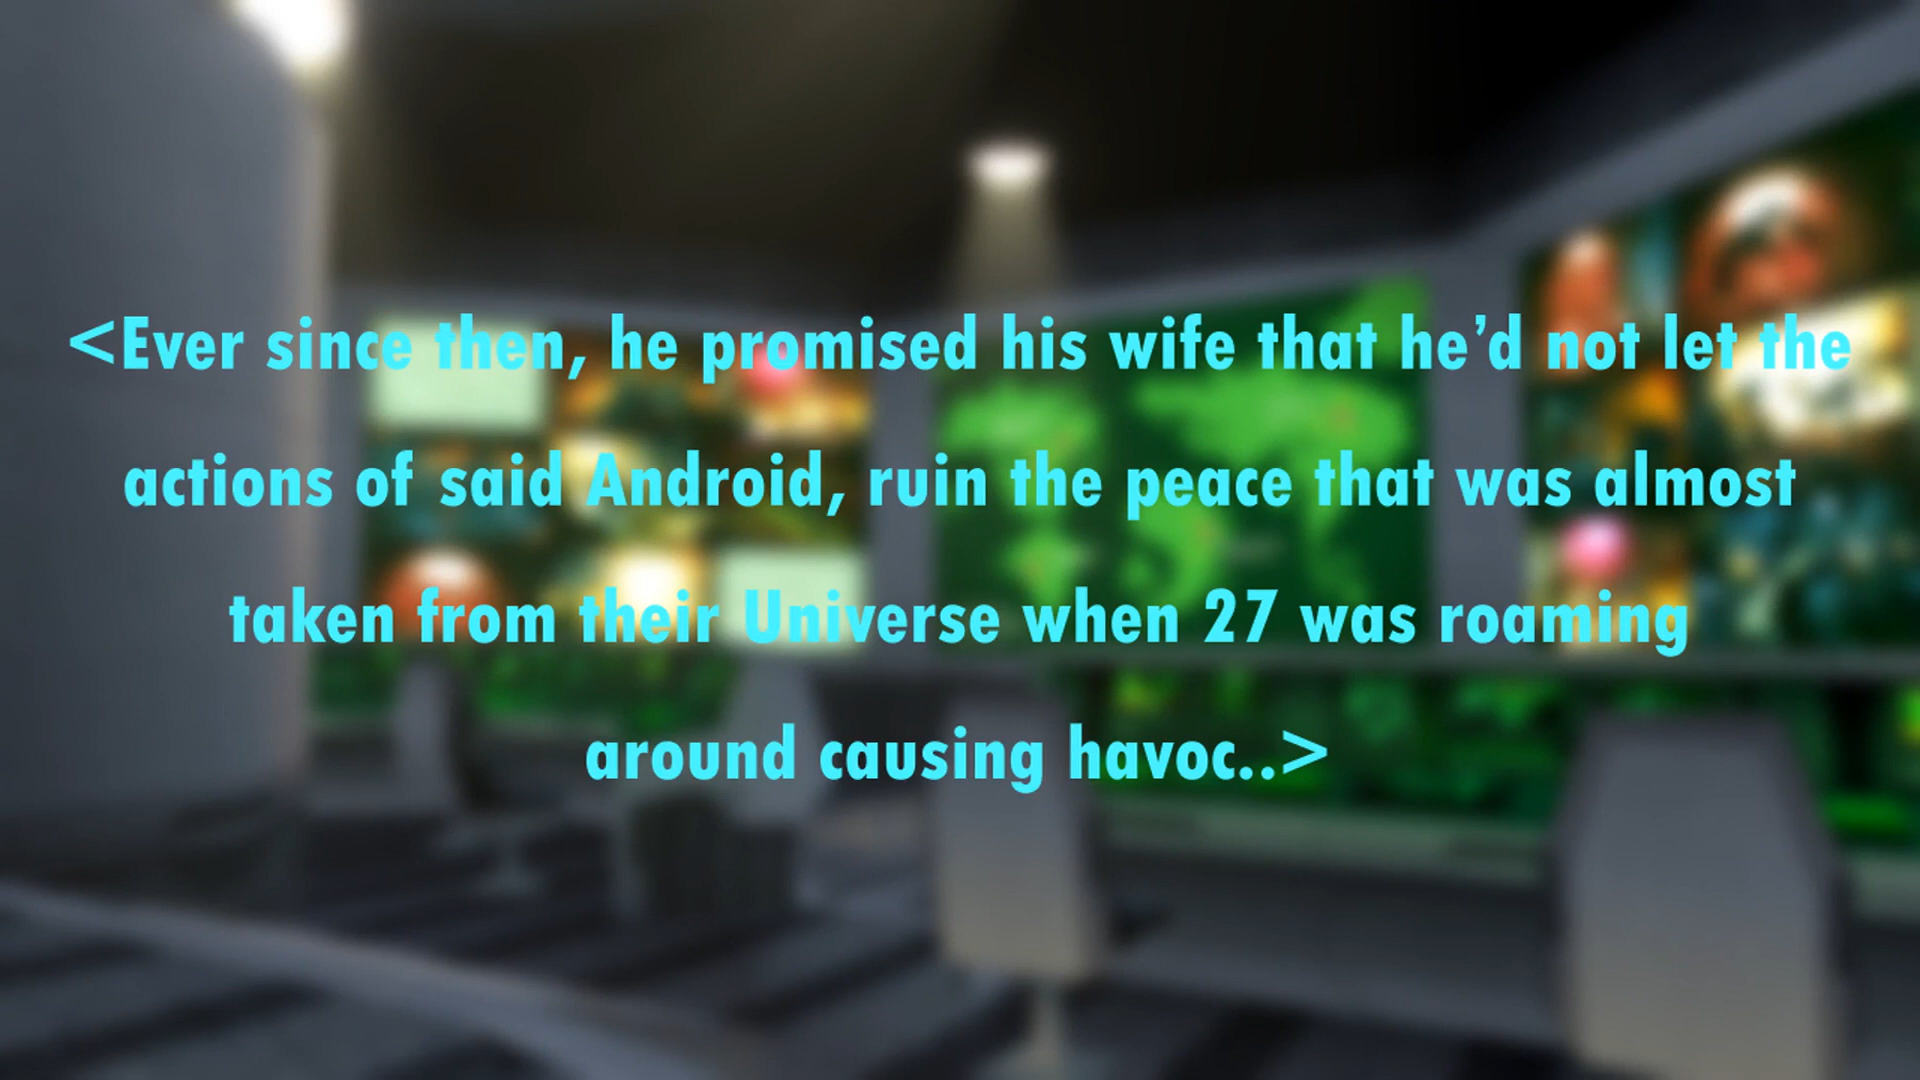 <Ever since then, he promised his wife that he’d not let the
actions of said Android, ruin the peace that was almost
taken from their Universe when 27 was roaming
around causing havoc..>